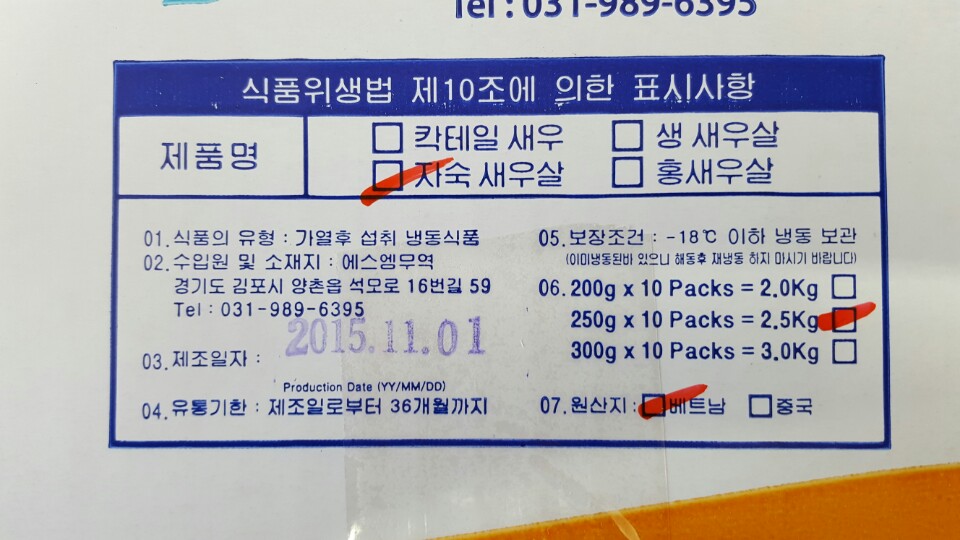 Tel : 031-989-6395
식품위생법 제10조에 의한 표시사항
제품명
칵테일 새우
생 새우살
자숙 새우살
홍새우살
01. 식품의 유형 : 가열후 섭취 냉동식품
02. 수입원 및 소재지 : 에스엠무역
경기도 김포시 양촌읍 석모로 16번길 59
Tel : 031-989-6395
03. 제조일자 : 2015.11.01
Production Date (YY/MM/DD)
04. 유통기한 : 제조일로부터 36개월까지
05. 보장조건 : -18℃ 이하 냉동 보관
(이미냉동된바 있으니 해동후 재냉동 하지 마시기 바랍니다)
06. 200g x 10 Packs = 2.0Kg
250g x 10 Packs = 2.5Kg
300g x 10 Packs = 3.0Kg
07. 원산지 : 베트남 중국